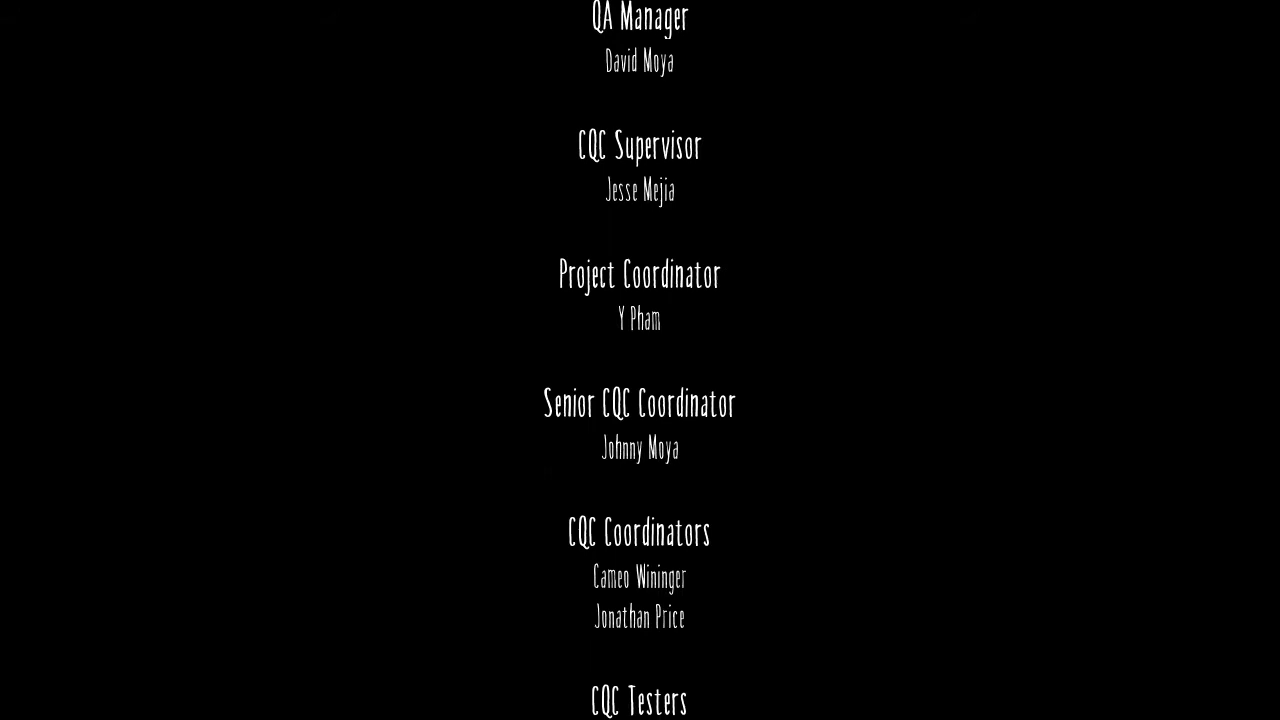 QA Manager
David Moya
CQC Supervisor
Jesse Mejia
Project Coordinator
Y Pham
Senior CQC Coordinator
Johnny Moya
CQC Coordinators
Cameo Wininger
Jonathan Price
CQC Testers